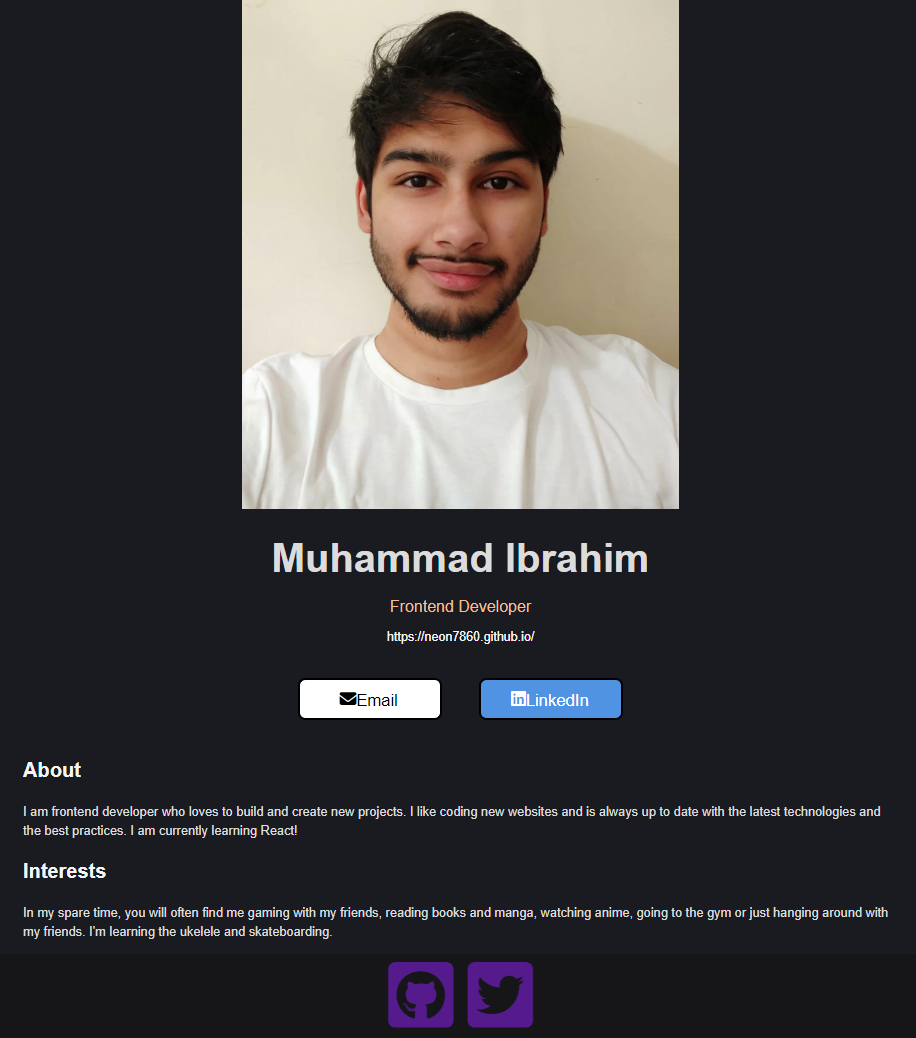 Muhammad Ibrahim
Frontend Developer
https://neon7860.github.io/
Email
LinkedIn
About
I am frontend developer who loves to build and create new projects. I like coding new websites and is always up to date with the latest technologies and
the best practices. I am currently learning React!
Interests
In my spare time, you will often find me gaming with my friends, reading books and manga, watching anime, going to the gym or just hanging around with
my friends. I'm learning the ukelele and skateboarding.